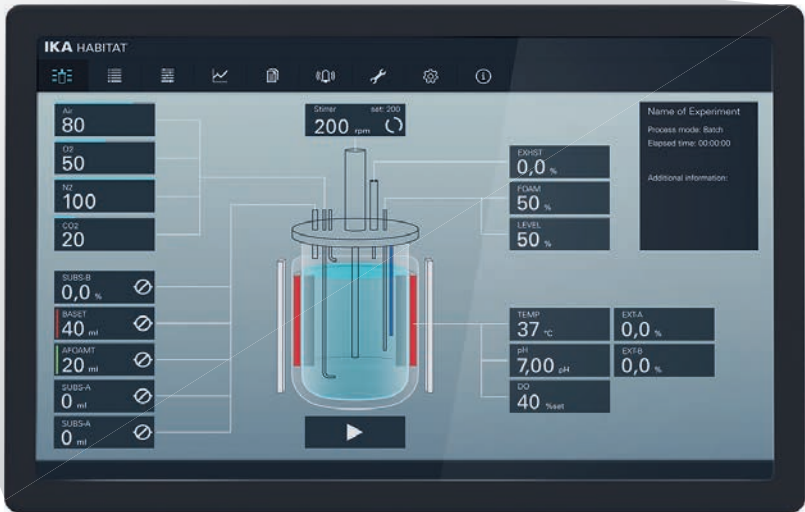 IKA HABITAT
Air
80
O2
50
N2
100
CO2
20
SUBS-B
0,0 %
BASET
40 ml
AFOAMT
20 ml
SUBS-A
0 ml
SUBS-A
0 ml
Stirrer set: 200
200 rpm
EXHST
0,0 %
FOAM
50 %
LEVEL
50 %
TEMP
37 °C
pH
7,00 pH
DO
40 %sat
EXT-A
0,0 %
EXT-B
0,0 %
Name of Experiment
Process mode: Batch
Elapsed time: 00:00:00
Additional information: